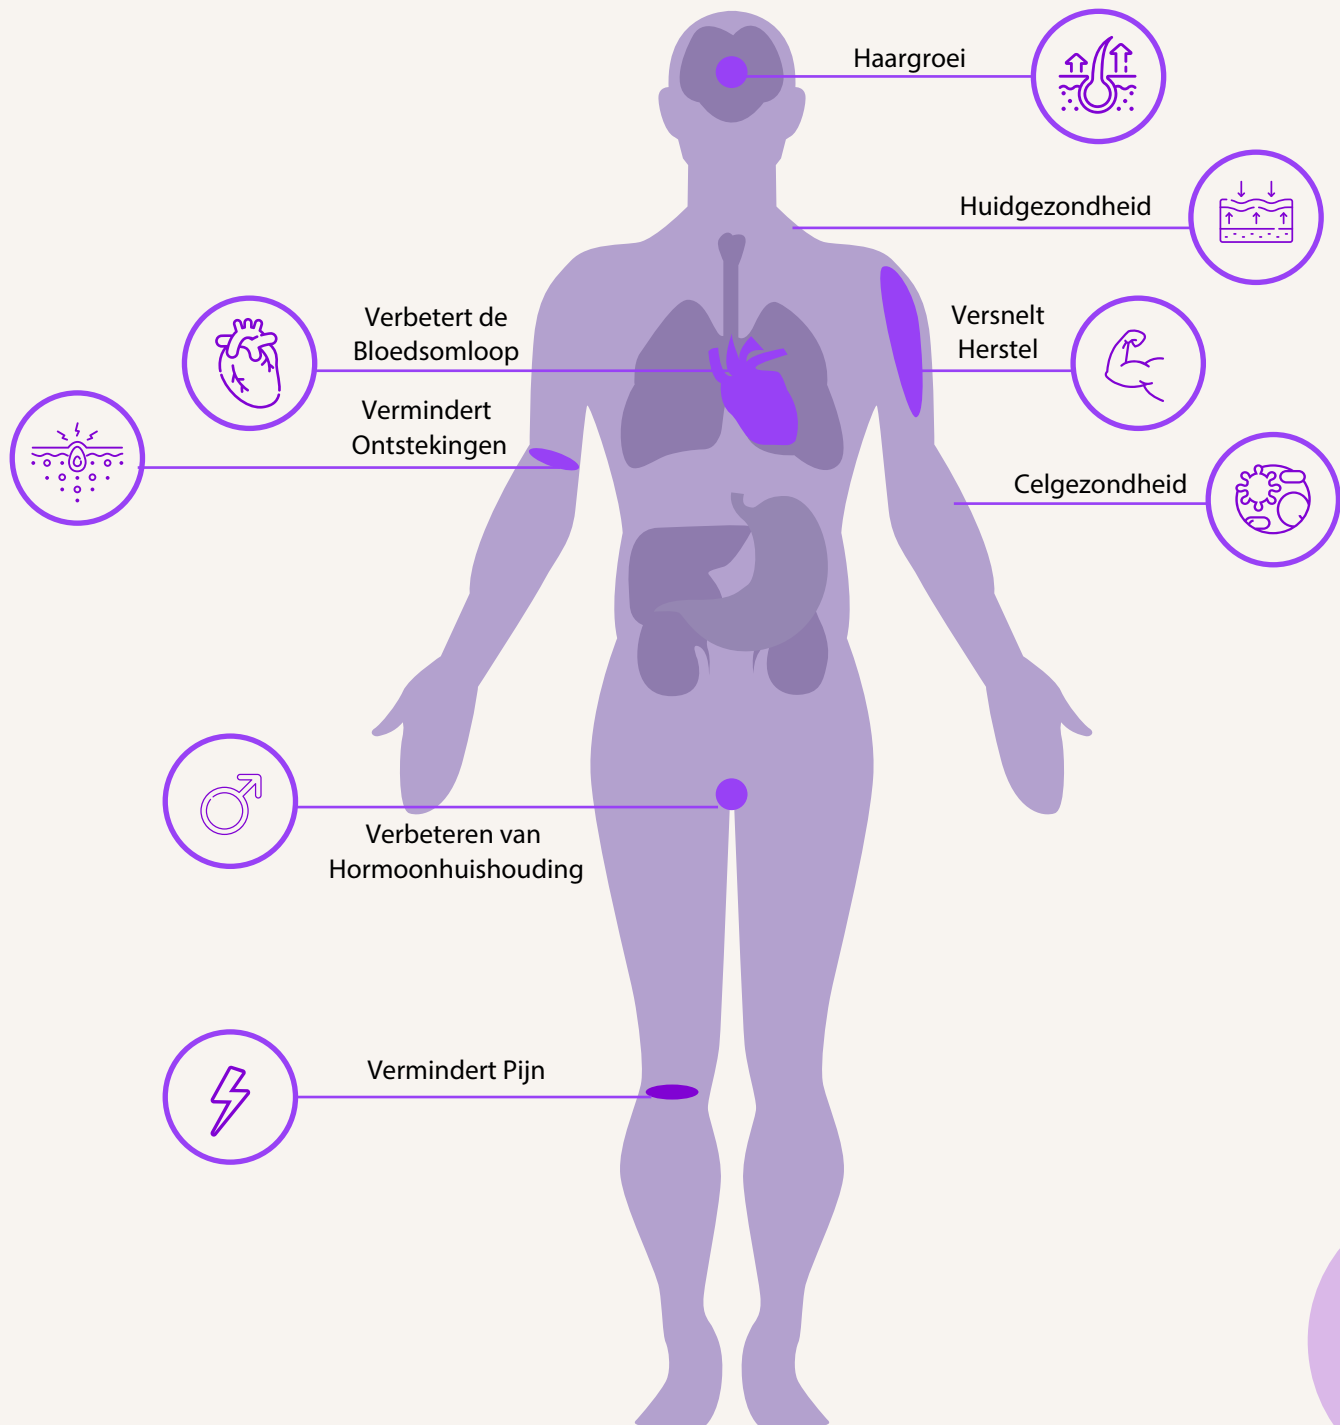 Haargroei
Huidgezondheid
Verbetert de
Bloedsomloop
Versnelt
Herstel
Vermindert
Ontstekingen
Celgezondheid
Verbeteren van
Hormoonhuishouding
Vermindert Pijn